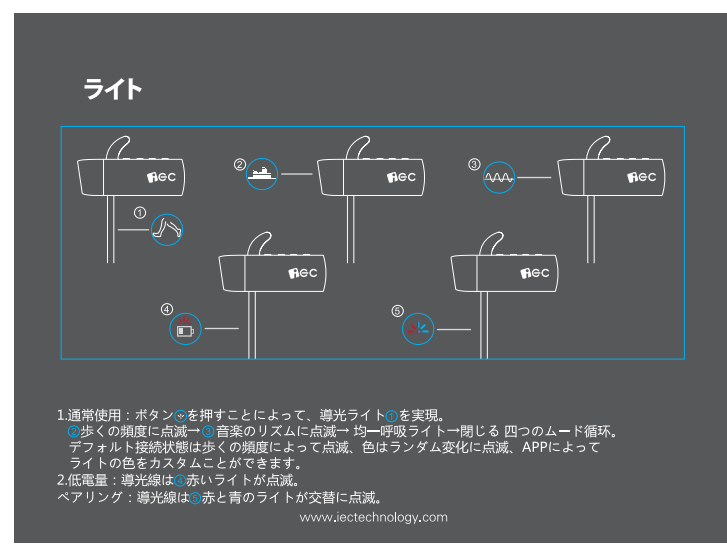 ライト
① ② ③ ④ ⑤
iEC iEC iEC iEC iEC
1.通常使用：ボタンを押すことによって、導光ライト①を実現。
②歩くの頻度に点滅→③音楽のリズムに点滅→ 均一呼吸ライト→閉じる 四つのムード循环。
デフォルト接続状態は歩くの頻度によって点滅、色はランダム変化に点滅、APPによって
ライトの色をカスタムことができます。
2.低電量：導光線は④赤いライトが点滅。
ペアリング：導光線は⑤赤と青のライトが交替に点滅。
www.iectechnology.com